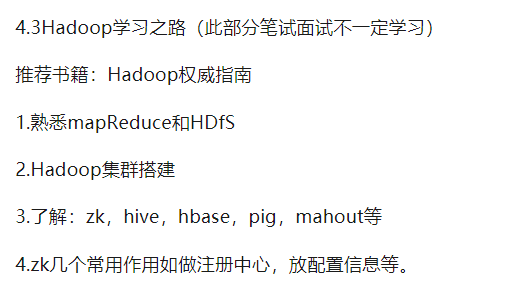 4.3Hadoop学习之路（此部分笔试面试不一定学习）
推荐书籍：Hadoop权威指南
1.熟悉mapReduce和HDfS
2.Hadoop集群搭建
3.了解：zk，hive，hbase，pig，mahout等
4.zk几个常用作用如做注册中心，放配置信息等。